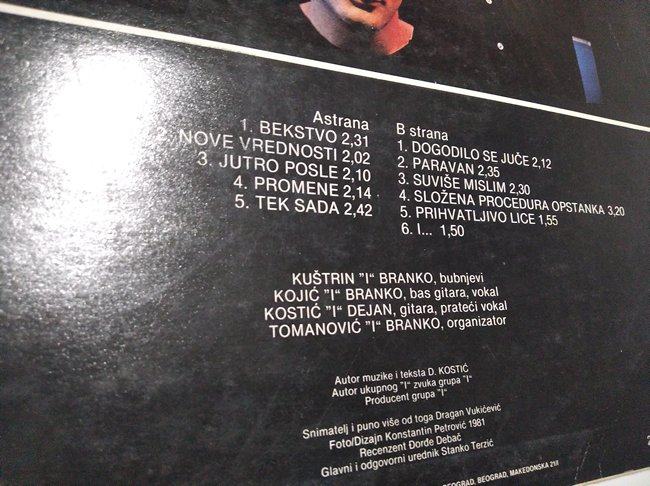 A strana
1. BEKSTVO 2,31
2. NOVE VREDNOSTI 2,02
3. JUTRO POSLE 2,10
4. PROMENE 2,14
5. TEK SADA 2,42
B strana
1. DOGODILO SE JUČE 2,12
2. PARAVAN 2,35
3. SUVIŠE MISLIM 2,30
4. SLOŽENA PROCEDURA OPSTANKA 3,20
5. PRIHVATLJIVO LICE 1,55
6. I... 1,50
KUŠTRIN "I" BRANKO, bubnjevi
KOJIĆ "I" BRANKO, bas gitara, vokal
KOSTIĆ "I" DEJAN, gitara, prateći vokal
TOMANOVIĆ "I" BRANKO, organizator
Autor muzike i teksta D. KOSTIĆ
Autor ukupnog "I" zvuka grupa "I"
Producent grupa "I"
Snimatelj i puno više od toga Dragan Vukićević
Foto/Dizajn Konstantin Petrović 1981
Recenzent Đorđe Debač
Glavni i odgovorni urednik Stanko Terzić
BEOGRAD, BEOGRAD, MAKEDONSKA